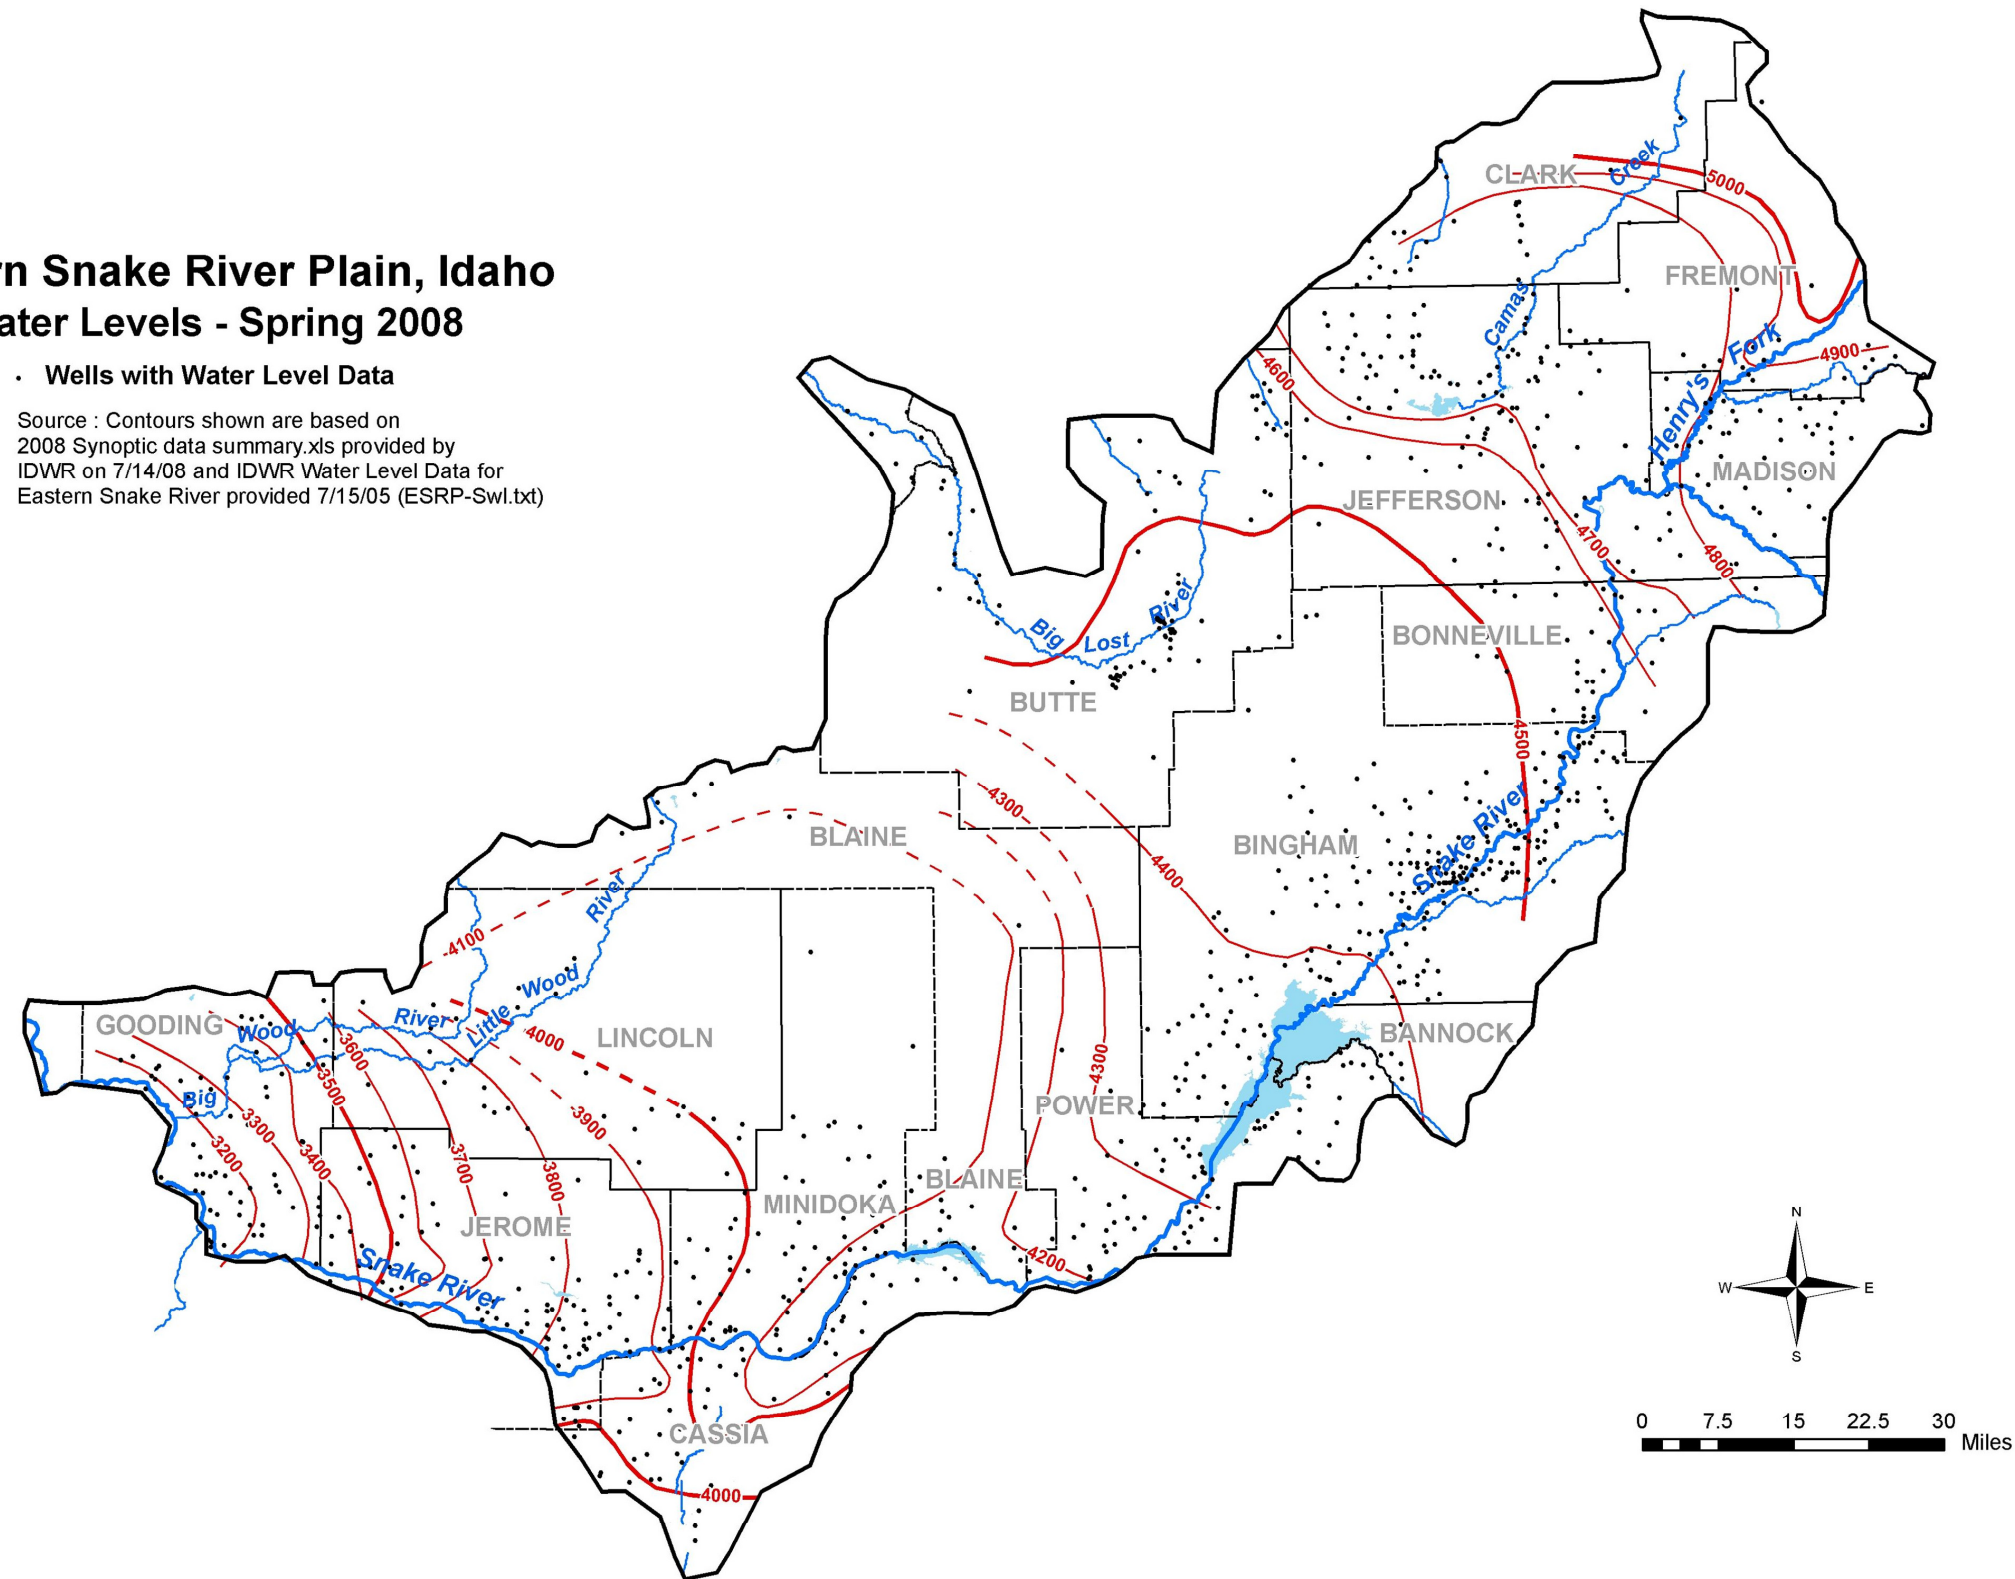 rn Snake River Plain, Idaho
ater Levels - Spring 2008
Wells with Water Level Data
Source : Contours shown are based on
2008 Synoptic data summary.xls provided by
IDWR on 7/14/08 and IDWR Water Level Data for
Eastern Snake River provided 7/15/05 (ESRP-Swl.txt)
CLARK
Creek
5000
FREMONT
Camas
Fork
4900
4600
Henry's
MADISON
JEFFERSON
4700
4800
River
Big
Lost
BONNEVILLE
BUTTE
4500
4300
BLAINE
BINGHAM
Snake River
4400
River
4100
Wood
GOODING
Wood
River
Little
4000
LINCOLN
BANNOCK
3600
3500
4300
Big
POWER
3300
3900
3200
3400
3700
3800
BLAINE
MINIDOKA
JEROME
Snake River
4200
CASSIA
4000
N
W
E
S
0 7.5 15 22.5 30
Miles